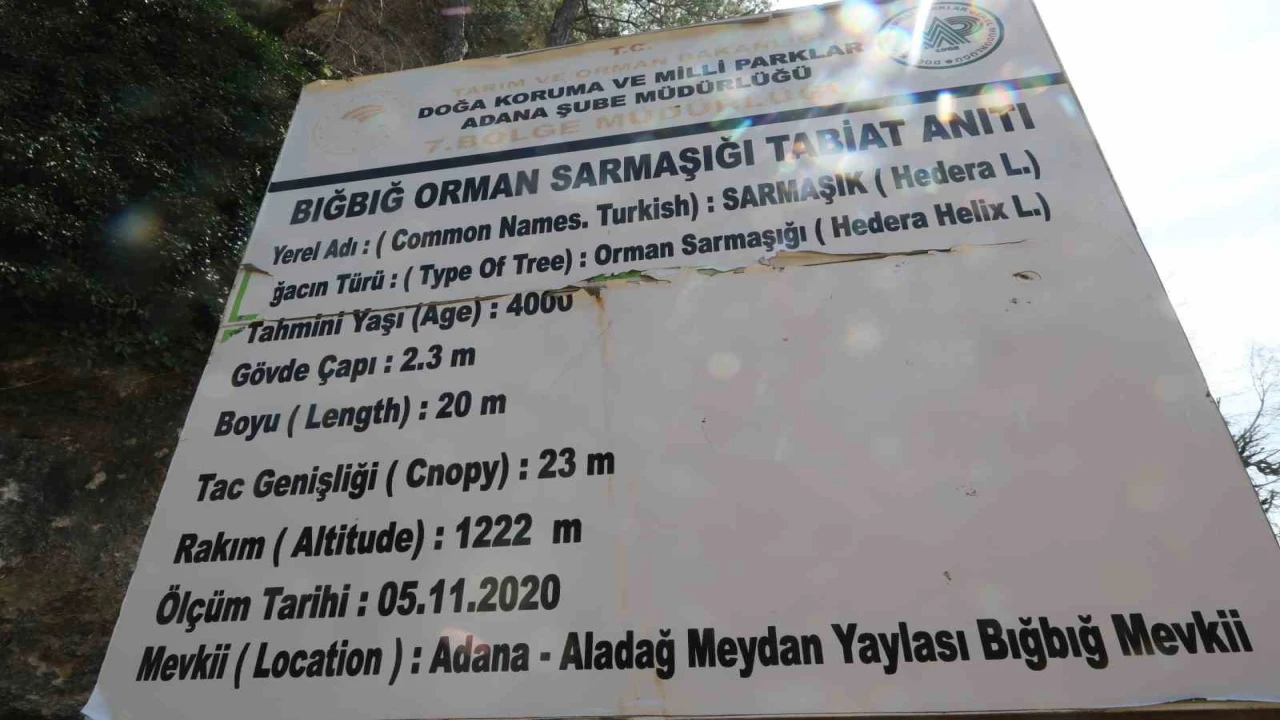 T.C.
TARIM VE ORMAN BAKANLIĞI
DOĞA KORUMA VE MİLLİ PARKLAR
ADANA ŞUBE MÜDÜRLÜĞÜ
7. BÖLGE MÜDÜRLÜĞÜ
BIĞBIĞ ORMAN SARMAŞIĞI TABİAT ANITI
Yerel Adı : ( Common Names. Turkish) : SARMAŞIK ( Hedera L.)
ğacın Türü : ( Type Of Tree) : Orman Sarmaşığı ( Hedera Helix L.)
Tahmini Yaşı (Age) : 4000
Gövde Çapı : 2.3 m
Boyu ( Length) : 20 m
Tac Genişliği ( Cnopy) : 23 m
Rakım ( Altitude) : 1222 m
Ölçüm Tarihi : 05.11.2020
Mevkii ( Location ) : Adana - Aladağ Meydan Yaylası Bığbığ Mevkii